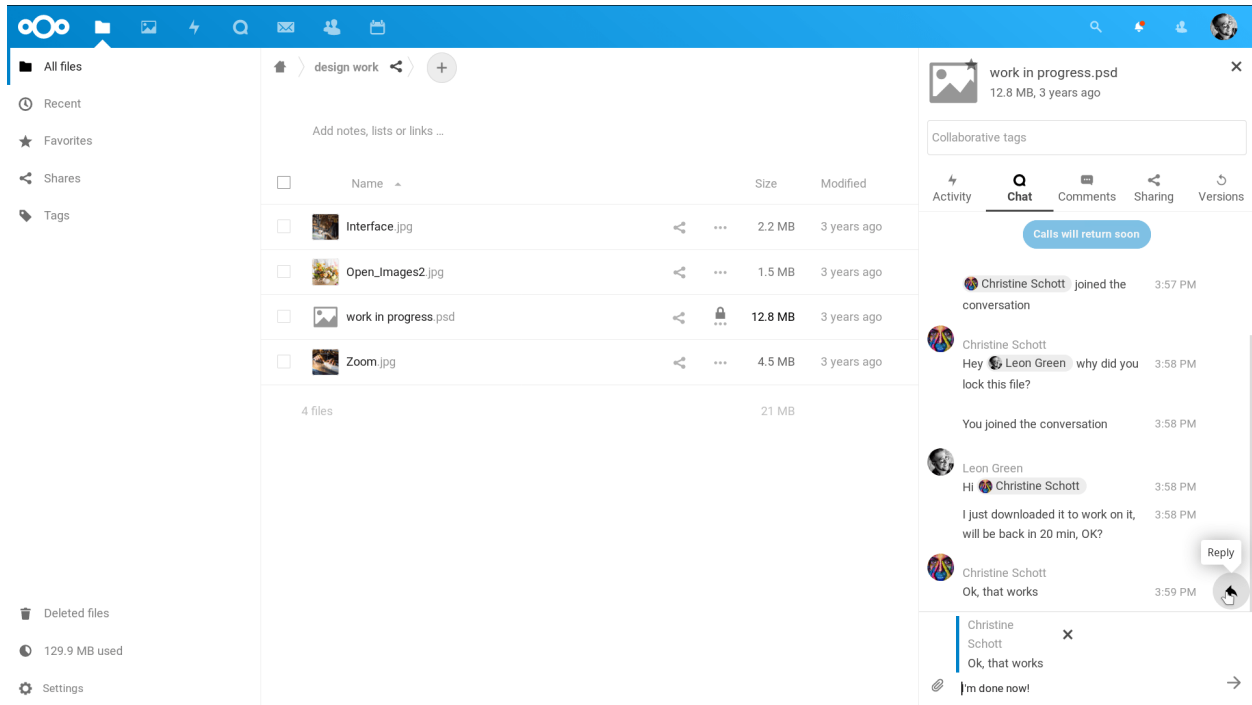 All files
Recent
Favorites
Shares
Tags
Deleted files
129.9 MB used
Settings
design work
+
Add notes, lists or links ...
Name Size Modified
Interface.jpg 2.2 MB 3 years ago
Open_Images2.jpg 1.5 MB 3 years ago
work in progress.psd 12.8 MB 3 years ago
Zoom.jpg 4.5 MB 3 years ago
4 files 21 MB
work in progress.psd
12.8 MB, 3 years ago
Collaborative tags
Activity Chat Comments Sharing Versions
Calls will return soon
Christine Schott joined the 3:57 PM
conversation
Christine Schott
Hey Leon Green why did you 3:58 PM
lock this file?
You joined the conversation 3:58 PM
Leon Green
Hi Christine Schott 3:58 PM
I just downloaded it to work on it, 3:58 PM
will be back in 20 min, OK?
Reply
Christine Schott
Ok, that works 3:59 PM
Christine
Schott
Ok, that works
I'm done now!